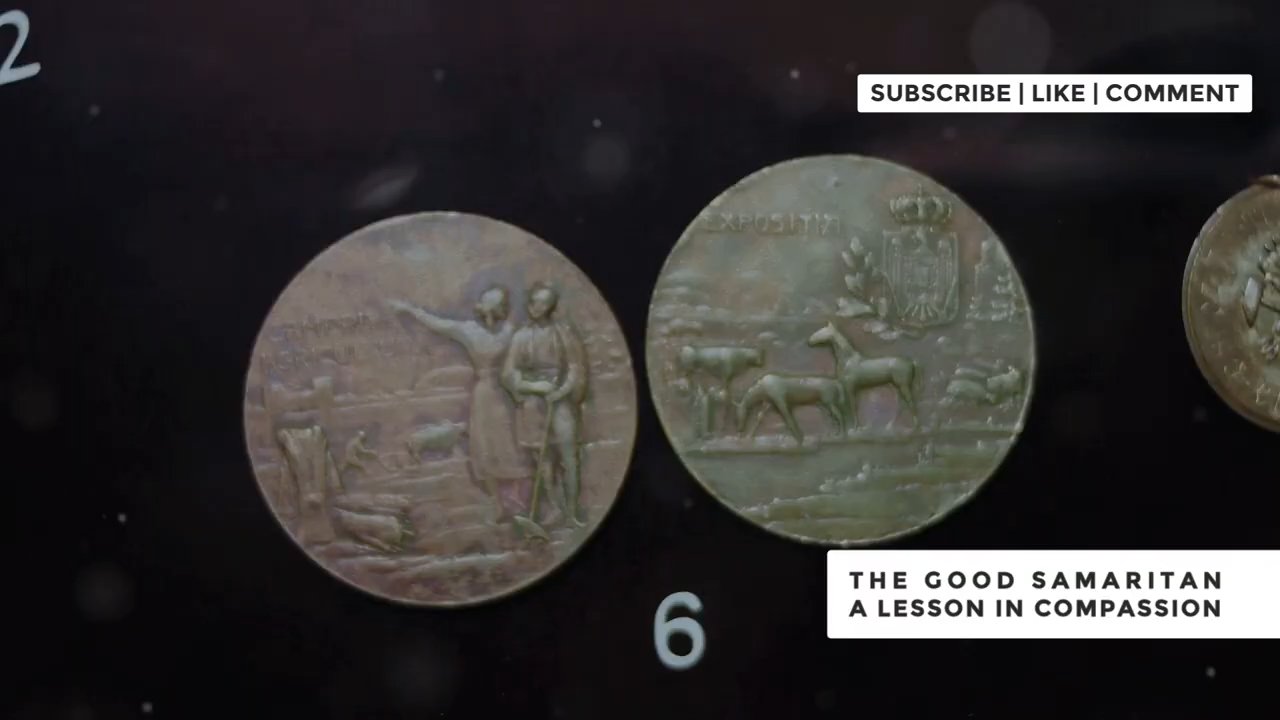 2
SUBSCRIBE | LIKE | COMMENT
EXPOSITIA
6
THE GOOD SAMARITAN
A LESSON IN COMPASSION